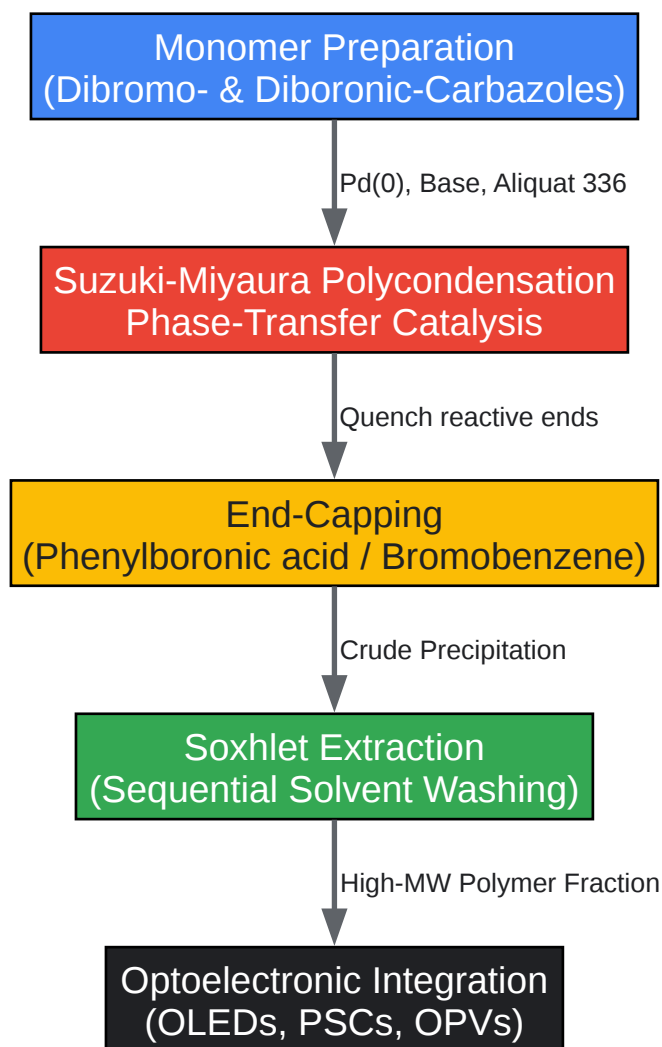 Monomer Preparation
(Dibromo- & Diboronic-Carbazoles)
Pd(0), Base, Aliquat 336
Suzuki-Miyaura Polycondensation
Phase-Transfer Catalysis
Quench reactive ends
End-Capping
(Phenylboronic acid / Bromobenzene)
Crude Precipitation
Soxhlet Extraction
(Sequential Solvent Washing)
High-MW Polymer Fraction
Optoelectronic Integration
(OLEDs, PSCs, OPVs)